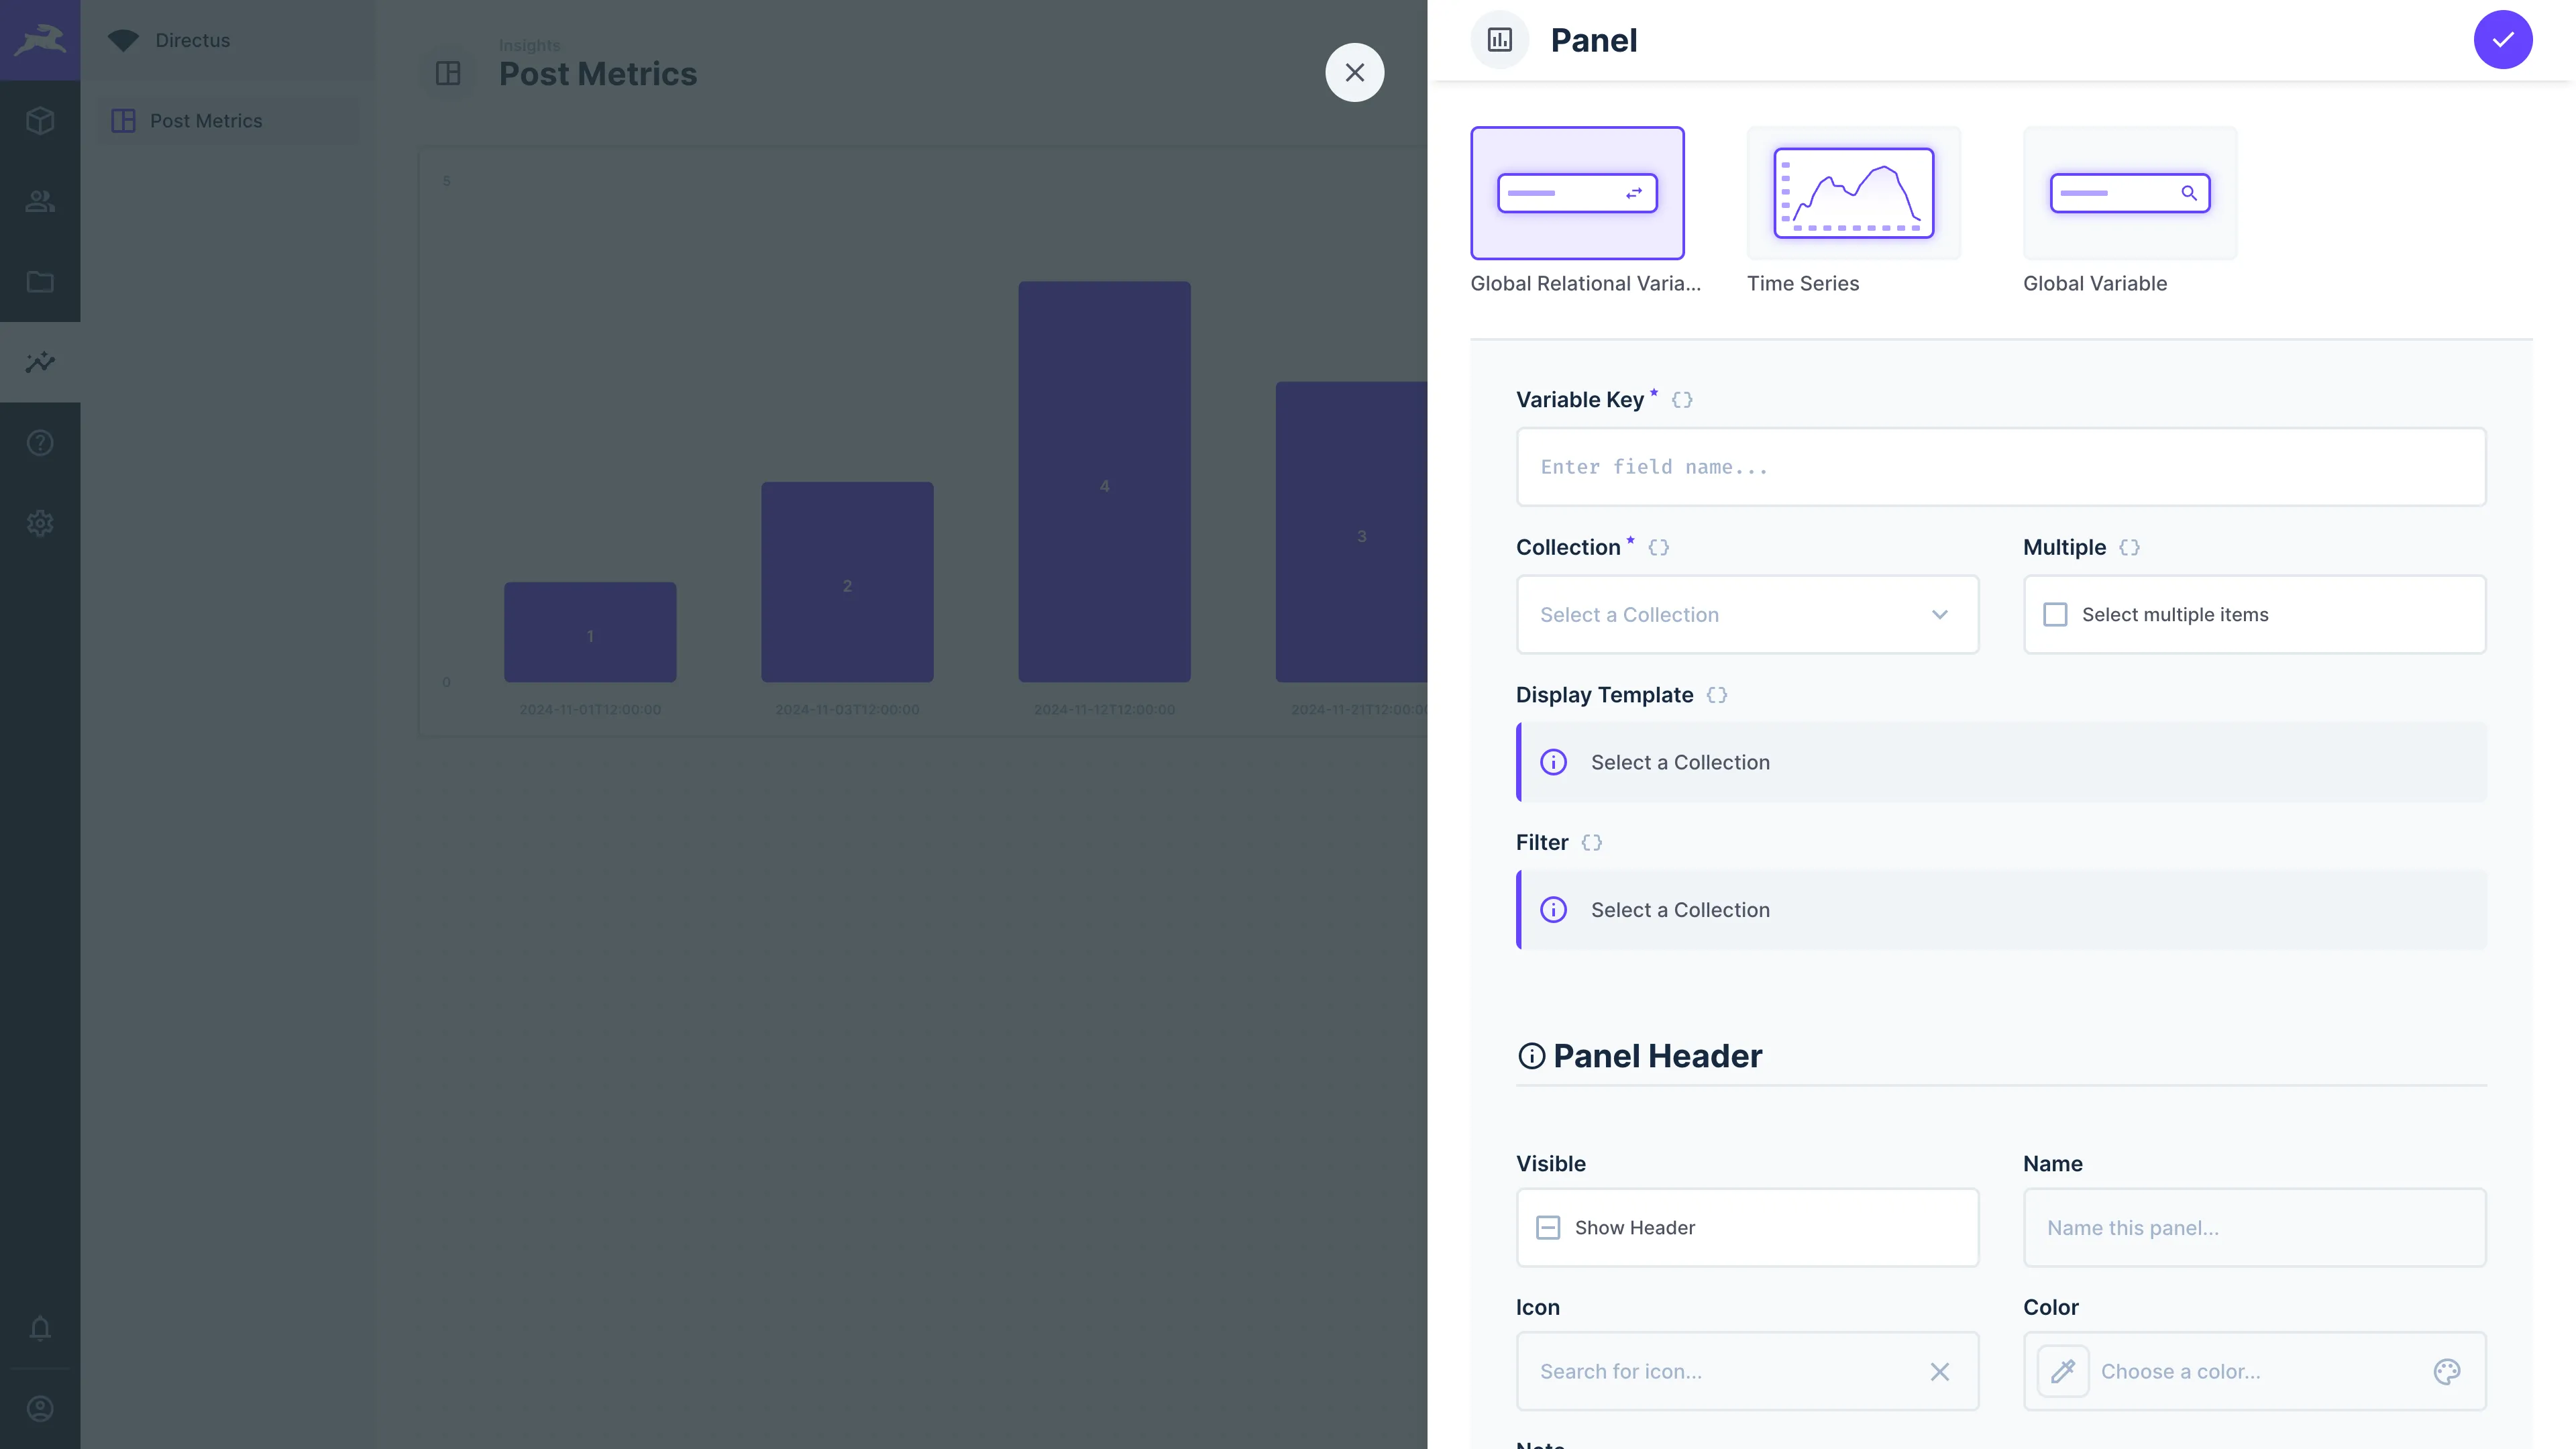 Directus
Post Metrics
Insights
Post Metrics
5
0
1
2
4
3
2024-11-01T12:00:00
2024-11-03T12:00:00
2024-11-12T12:00:00
2024-11-21T12:00:00
Panel
Global Relational Varia...
Time Series
Global Variable
Variable Key *
Enter field name...
Collection *
Multiple
Select a Collection
Select multiple items
Display Template
Select a Collection
Filter
Select a Collection
Panel Header
Visible
Name
Show Header
Name this panel...
Icon
Color
Search for icon...
Choose a color...
Note